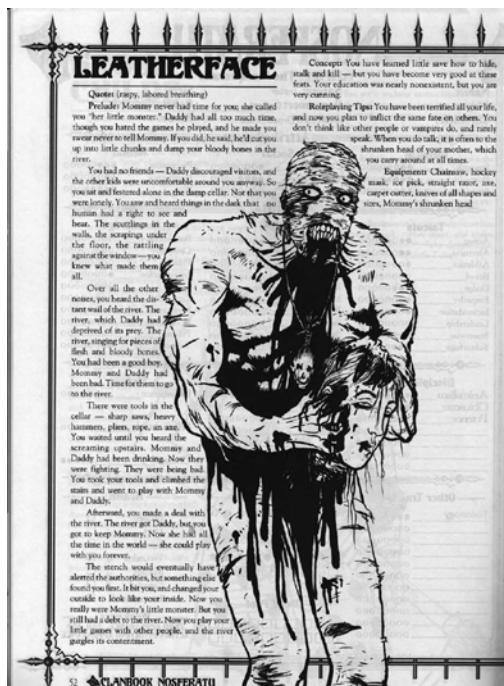 LEATHERFACE
Quote: (raspy, labored breathing)
Prelude: Mommy never had time for you; she called
you "her little monster." Daddy had all too much time,
though you hated the games he played, and he made you
swear never to tell Mommy. If you did, he said, he'd cut you
up into little chunks and dump your bloody bones in the
river.
You had no friends — Daddy discouraged visitors, and
the other kids were uncomfortable around you anyway. So
you sat and festered alone in the damp cellar. Not that you
were lonely. You saw and heard things in the dark that no
human had a right to see and
hear. The scuttlings in the
walls, the scrapings under
the floor, the rattling
against the window — you
knew what made them
all.
Over all the other
noises, you heard the dis-
tant wail of the river. The
river, which Daddy had
deprived of its prey. The
river, singing for pieces of
flesh and bloody bones.
You had been a good boy.
Mommy and Daddy had
been bad. Time for them to go
to the river.
There were tools in the
cellar — sharp saws, heavy
hammers, pliers, rope, an axe.
You waited until you heard the
screaming upstairs. Mommy and
Daddy had been drinking. Now they
were fighting. They were being bad.
You took your tools and climbed the
stairs and went to play with Mommy
and Daddy.
Afterward, you made a deal with
the river. The river got Daddy, but you
got to keep Mommy. Now she had all
the time in the world — she could play
with you forever.
The stench would eventually have
alerted the authorities, but something else
found you first. It bit you, and changed your
outside to look like your inside. Now you
really were Mommy's little monster. But you
still had a debt to the river. Now you play your
little games with other people, and the river
gurgles its contentment.
Concept: You have learned little save how to hide,
stalk and kill — but you have become very good at these
feats. Your education was nearly nonexistent, but you are
very cunning.
Roleplaying Tips: You have been terrified all your life,
and now you plan to inflict the same fate on others. You
don't think like other people or vampires do, and rarely
speak. When you do talk, it is often to the
shrunken head of your mother, which
you carry around at all times.
Equipment: Chainsaw, hockey
mask, ice pick, straight razor, axe,
carpet cutter, knives of all shapes and
sizes, Mommy's shrunken head
52 CLANBOOK NOSFERATU